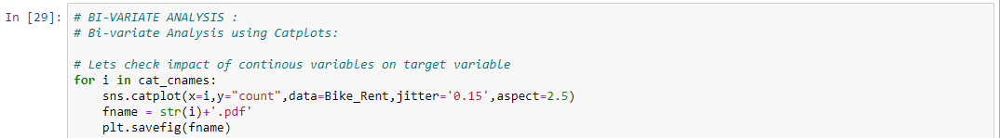 In [29]: # BI-VARIATE ANALYSIS :
# Bi-variate Analysis using Catplots:
# Lets check impact of continous variables on target variable
for i in cat_cnames:
sns.catplot(x=i,y="count",data=Bike_Rent,jitter='0.15',aspect=2.5)
fname = str(i)+'.pdf'
plt.savefig(fname)